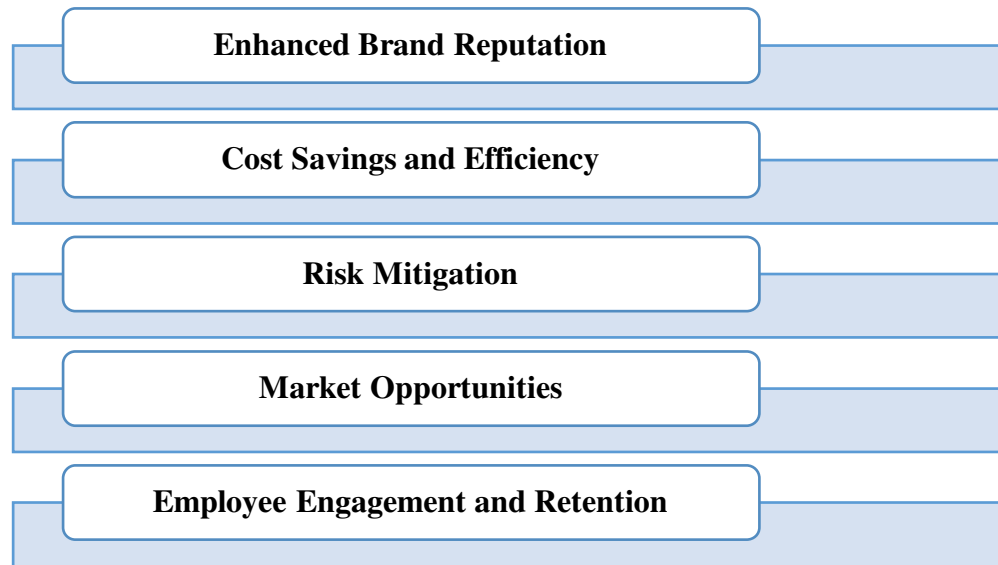 Enhanced Brand Reputation
Cost Savings and Efficiency
Risk Mitigation
Market Opportunities
Employee Engagement and Retention